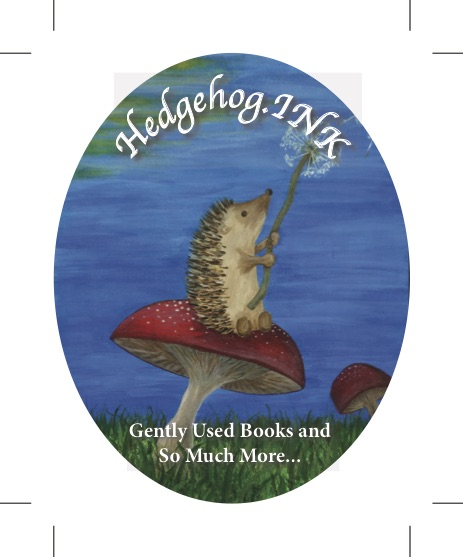 Hedgehog.INK
Gently Used Books and
So Much More...